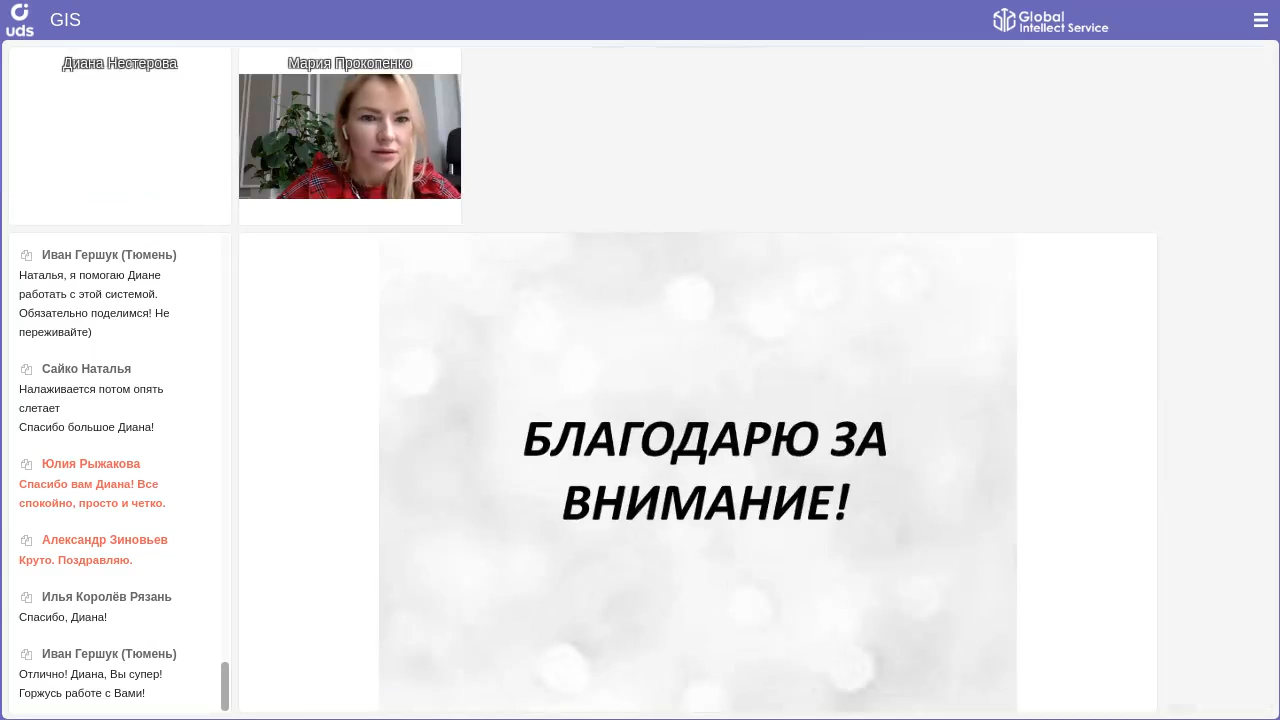 uds
GIS
Global
Intellect Service
Диана Нестерова
Мария Прокопенко
Иван Гершук (Тюмень)
Наталья, я помогаю Диане
работать с этой системой.
Обязательно поделимся! Не
переживайте)
Сайко Наталья
Налаживается потом опять
слетает
Спасибо большое Диана!
Юлия Рыжакова
Спасибо вам Диана! Все
спокойно, просто и четко.
Александр Зиновьев
Круто. Поздравляю.
Илья Королёв Рязань
Спасибо, Диана!
Иван Гершук (Тюмень)
Отлично! Диана, Вы супер!
Горжусь работе с Вами!
БЛАГОДАРЮ ЗА
ВНИМАНИЕ!